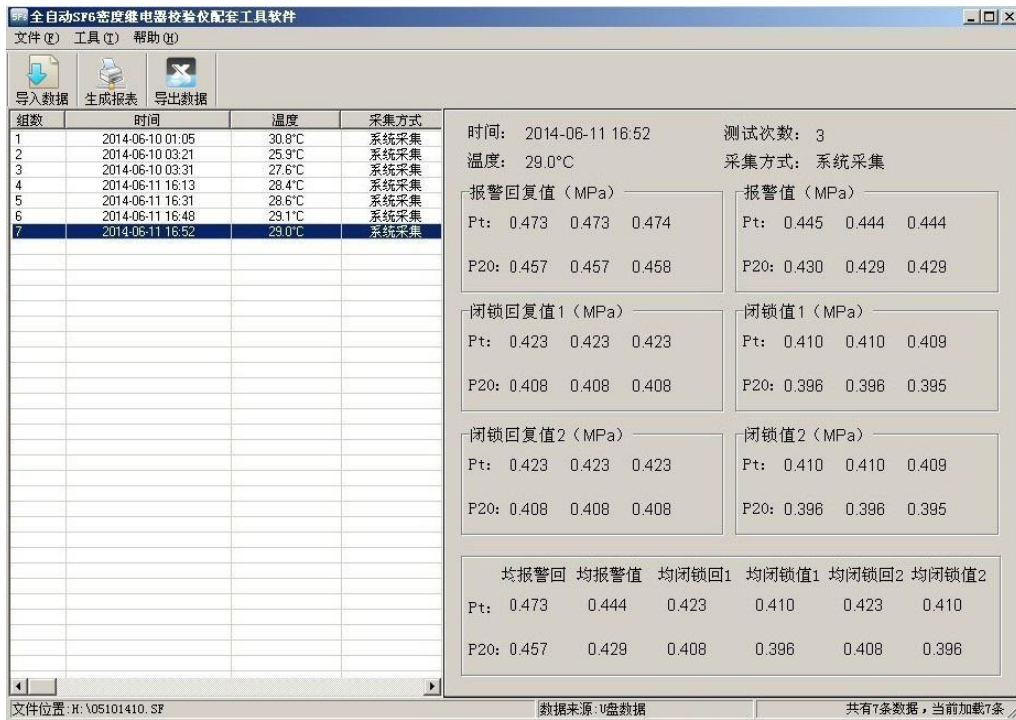 SF6 全自动SF6密度继电器校验仪配套工具软件
文件(F) 工具(T) 帮助(H)
导入数据 生成报表 导出数据
组数 时间 温度 采集方式
1 2014-06-10 01:05 30.8°C 系统采集
2 2014-06-10 03:21 25.9°C 系统采集
3 2014-06-10 03:31 27.6°C 系统采集
4 2014-06-11 16:13 28.4°C 系统采集
5 2014-06-11 16:31 28.6°C 系统采集
6 2014-06-11 16:48 29.1°C 系统采集
7 2014-06-11 16:52 29.0°C 系统采集
时间: 2014-06-11 16:52 测试次数: 3
温度: 29.0°C 采集方式: 系统采集
报警回复值（MPa）
Pt: 0.473 0.473 0.474
P20: 0.457 0.457 0.458
报警值（MPa）
Pt: 0.445 0.444 0.444
P20: 0.430 0.429 0.429
闭锁回复值1（MPa）
Pt: 0.423 0.423 0.423
P20: 0.408 0.408 0.408
闭锁值1（MPa）
Pt: 0.410 0.410 0.409
P20: 0.396 0.396 0.395
闭锁回复值2（MPa）
Pt: 0.423 0.423 0.423
P20: 0.408 0.408 0.408
闭锁值2（MPa）
Pt: 0.410 0.410 0.409
P20: 0.396 0.396 0.395
均报警回 均报警值 均闭锁回1 均闭锁值1 均闭锁回2 均闭锁值2
Pt: 0.473 0.444 0.423 0.410 0.423 0.410
P20: 0.457 0.429 0.408 0.396 0.408 0.396
文件位置:H:\05101410.SF 数据来源:U盘数据 共有7条数据，当前加载7条